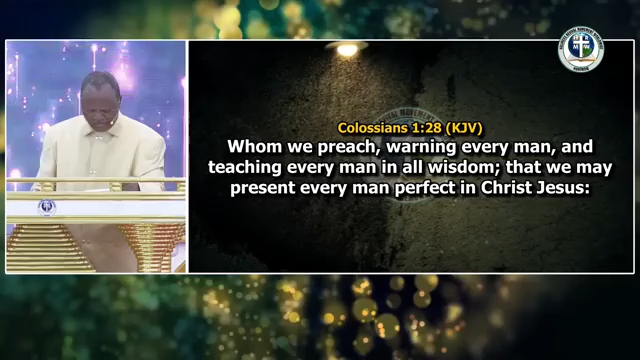 Colossians 1:28 (KJV)
Whom we preach, warning every man, and
teaching every man in all wisdom; that we may
present every man perfect in Christ Jesus: